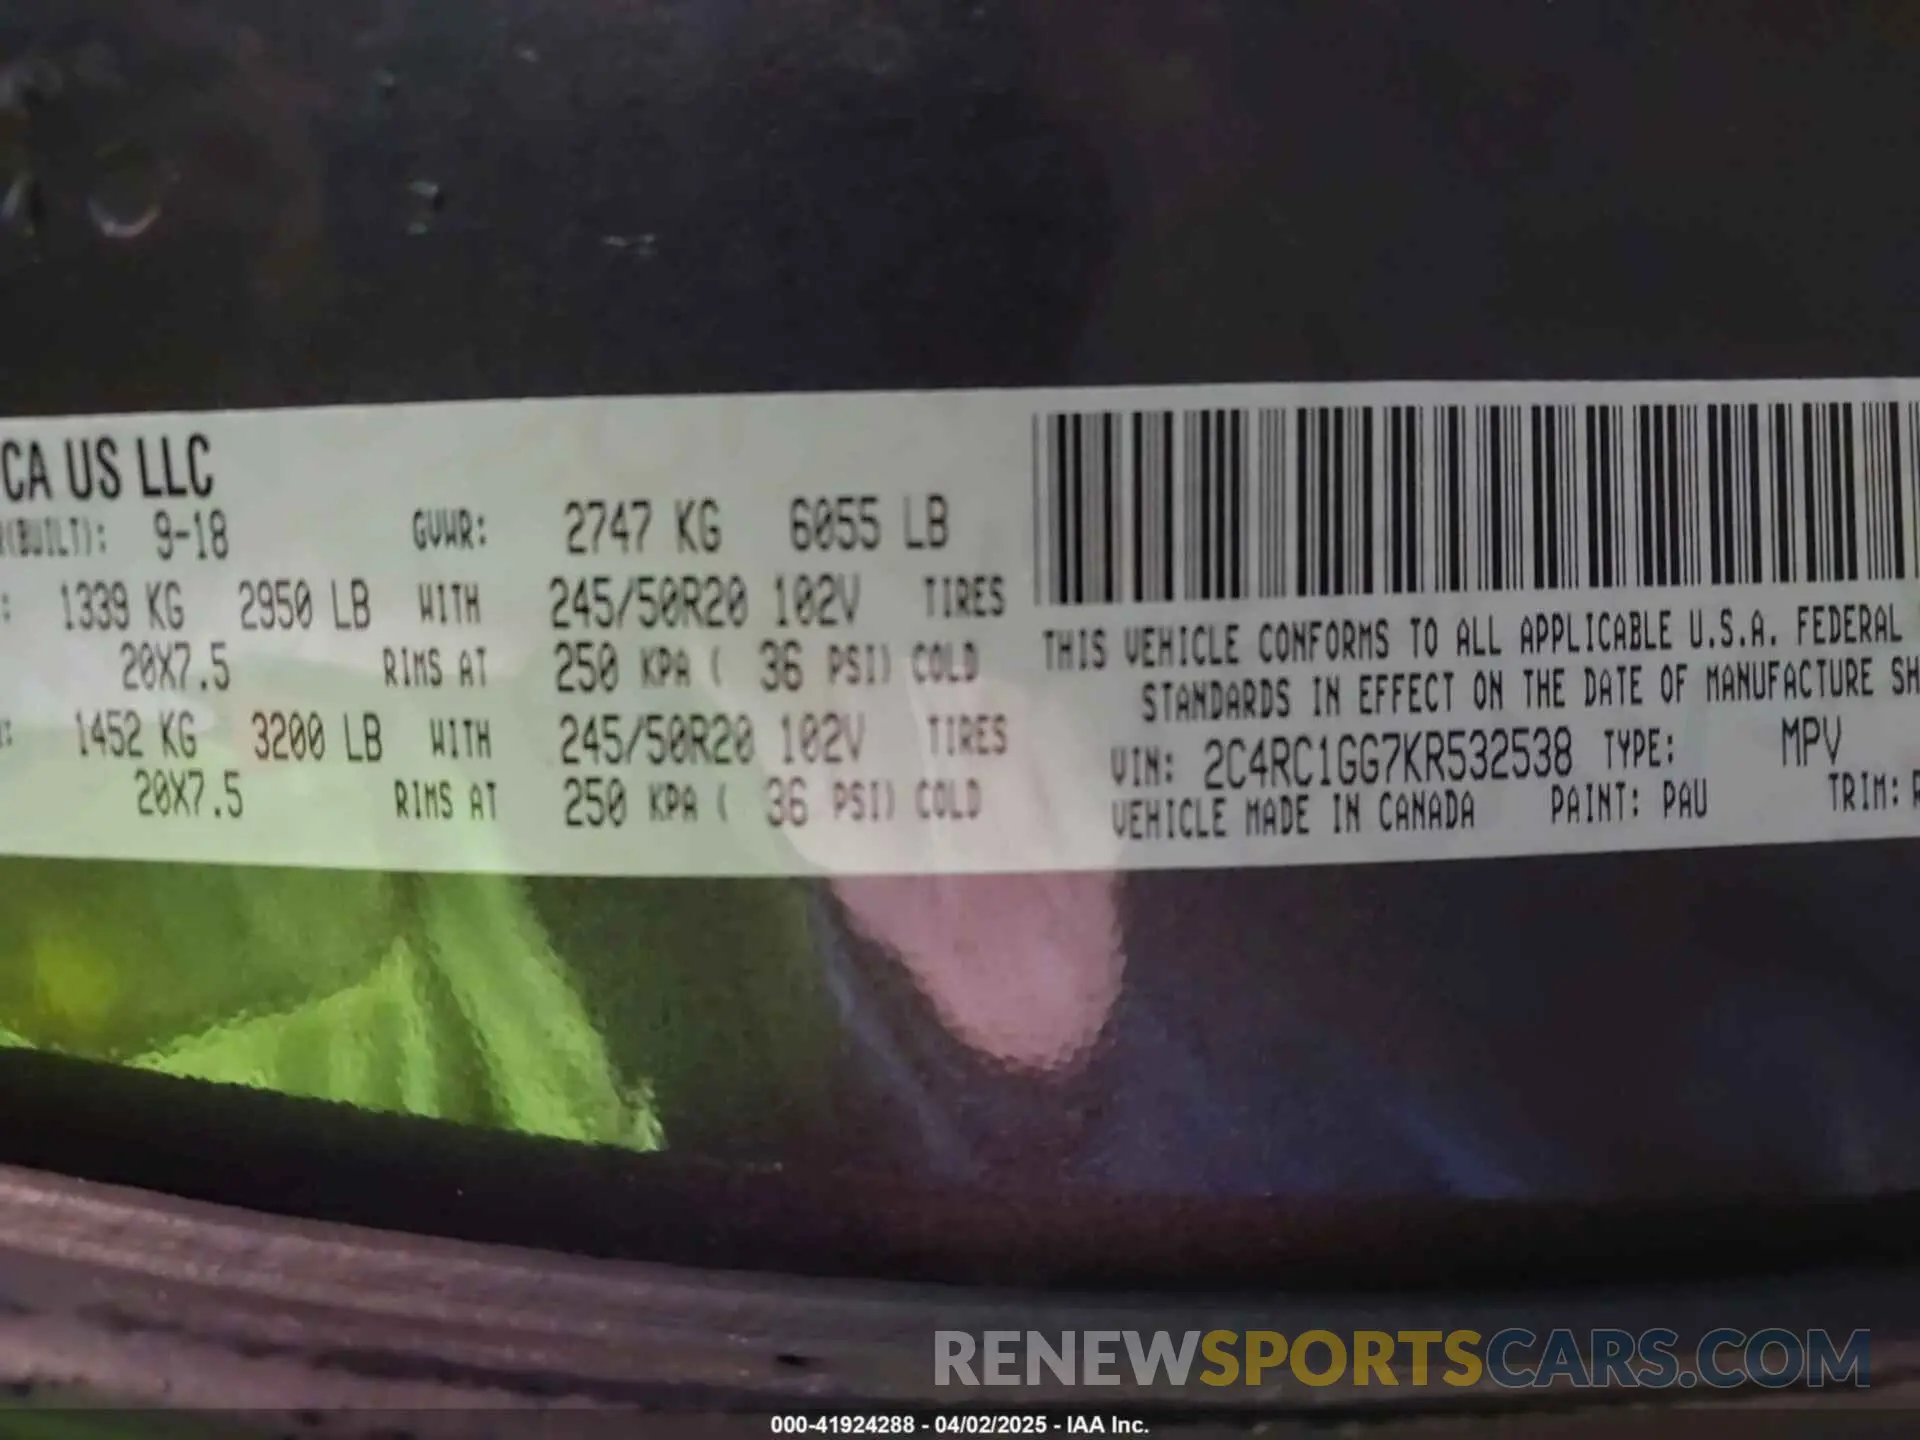 CA US LLC
(BUILT): 9-18 GVWR: 2747 KG 6055 LB
: 1339 KG 2950 LB WITH 245/50R20 102V TIRES
20X7.5 RIMS AT 250 KPA ( 36 PSI) COLD
: 1452 KG 3200 LB WITH 245/50R20 102V TIRES
20X7.5 RIMS AT 250 KPA ( 36 PSI) COLD
THIS VEHICLE CONFORMS TO ALL APPLICABLE U.S.A. FEDERAL
STANDARDS IN EFFECT ON THE DATE OF MANUFACTURE SH
VIN: 2C4RC1GG7KR532538 TYPE: MPV
VEHICLE MADE IN CANADA PAINT: PAU TRIM:
RENEWSPORTSCARS.COM
000-41924288 - 04/02/2025 - IAA Inc.